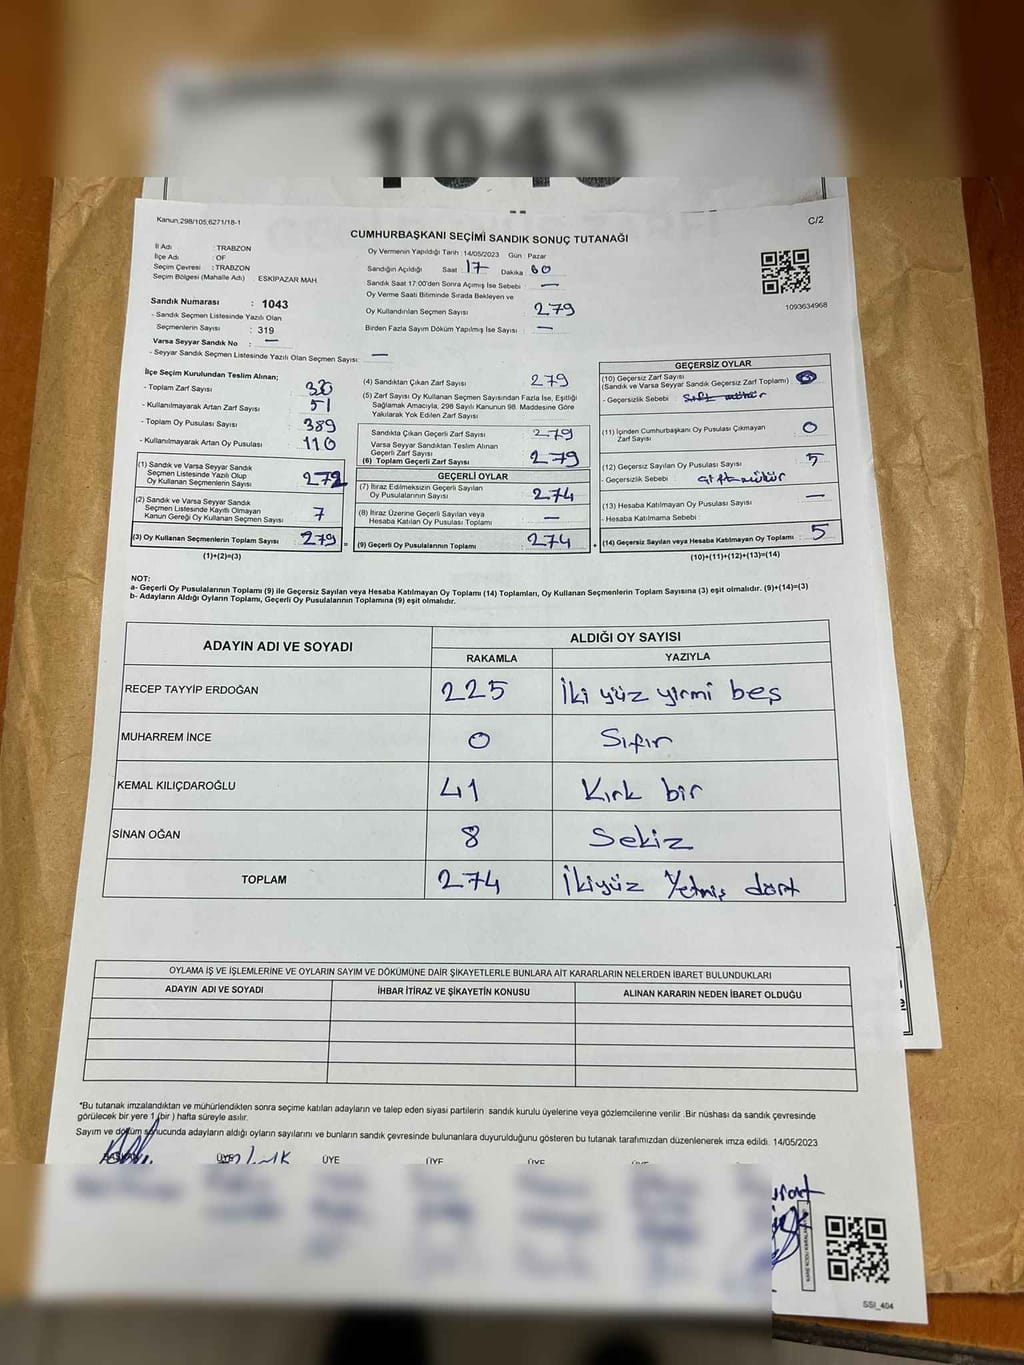 1043
Kanun;298/105;6271/18-1
C/2
CUMHURBAŞKANI SEÇİMİ SANDIK SONUÇ TUTANAĞI
İl Adı : TRABZON
İlçe Adı : OF
Seçim Çevresi : TRABZON
Seçim Bölgesi (Mahalle Adı) : ESKİPAZAR MAH.
Oy Vermenin Yapıldığı Tarih :14/05/2023 Gün : Pazar
Sandığın Açıldığı Saat : 17 Dakika : 00
Sandık Saat 17:00'den Sonra Açımış İse Sebebi : —
Oy Verme Saati Bitiminde Sırada Bekleyen ve
Oy Kullandırılan Seçmen Sayısı : 279
Birden Fazla Sayım Döküm Yapılmış İse Sayısı : —
1093634968
Sandık Numarası : 1043
- Sandık Seçmen Listesinde Yazılı Olan
Seçmenlerin Sayısı : 319
Varsa Seyyar Sandık No : —
- Seyyar Sandık Seçmen Listesinde Yazılı Olan Seçmen Sayısı: —
İlçe Seçim Kurulundan Teslim Alınan;
- Toplam Zarf Sayısı : 330
- Kullanılmayarak Artan Zarf Sayısı : 51
- Toplam Oy Pusulası Sayısı : 389
- Kullanılmayarak Artan Oy Pusulası : 110
(1) Sandık ve Varsa Seyyar Sandık
Seçmen Listesinde Yazılı Olup
Oy Kullanan Seçmenlerin Sayısı : 272
(2) Sandık ve Varsa Seyyar Sandık
Seçmen Listesinde Kayıtlı Olmayan
Kanun Gereği Oy Kullanan Seçmen Sayısı : 7
(3) Oy Kullanan Seçmenlerin Toplam Sayısı : 279
(1)+(2)=(3)
(4) Sandıktan Çıkan Zarf Sayısı : 279
(5) Zarf Sayısı Oy Kullanan Seçmen Sayısından Fazla İse, Eşitliği
Sağlamak Amacıyla, 298 Sayılı Kanunun 98. Maddesine Göre
Yakılarak Yok Edilen Zarf Sayısı
Sandıkta Çıkan Geçerli Zarf Sayısı : 279
Varsa Seyyar Sandıktan Teslim Alınan
Geçerli Zarf Sayısı
(6) Toplam Geçerli Zarf Sayısı : 279
GEÇERLİ OYLAR
(7) İtiraz Edilmeksizin Geçerli Sayılan
Oy Pusulalarının Sayısı : 274
(8) İtiraz Üzerine Geçerli Sayılan veya
Hesaba Katılan Oy Pusulası Toplamı : —
= (9) Geçerli Oy Pusulalarının Toplamı : 274
GEÇERSİZ OYLAR
(10) Geçersiz Zarf Sayısı
(Sandık ve Varsa Seyyar Sandık Geçersiz Zarf Toplamı)
- Geçersizlik Sebebi :
(11) İçinden Cumhurbaşkanı Oy Pusulası Çıkmayan
Zarf Sayısı : 0
(12) Geçersiz Sayılan Oy Pusulası Sayısı : 5
- Geçersizlik Sebebi : çift mühür
(13) Hesaba Katılmayan Oy Pusulası Sayısı : —
- Hesaba Katılmama Sebebi :
+ (14) Geçersiz Sayılan veya Hesaba Katılmayan Oy Toplamı : 5
(10)+(11)+(12)+(13)=(14)
NOT:
a- Geçerli Oy Pusulalarının Toplamı (9) ile Geçersiz Sayılan veya Hesaba Katılmayan Oy Toplamı (14) Toplamları, Oy Kullanan Seçmenlerin Toplam Sayısına (3) eşit olmalıdır. (9)+(14)=(3)
b- Adayların Aldığı Oyların Toplamı, Geçerli Oy Pusulalarının Toplamına (9) eşit olmalıdır.
ADAYIN ADI VE SOYADI ALDIĞI OY SAYISI
RAKAMLA YAZIYLA
RECEP TAYYİP ERDOĞAN 225 İki yüz yirmi beş
MUHARREM İNCE 0 Sıfır
KEMAL KILIÇDAROĞLU 41 Kırk bir
SİNAN OĞAN 8 Sekiz
TOPLAM 274 İkiyüz Yetmiş dört
OYLAMA İŞ VE İŞLEMLERİNE VE OYLARIN SAYIM VE DÖKÜMÜNE DAİR ŞİKAYETLERLE BUNLARA AİT KARARLARIN NELERDEN İBARET BULUNDUKLARI
ADAYIN ADI VE SOYADI İHBAR İTİRAZ VE ŞİKAYETİN KONUSU ALINAN KARARIN NEDEN İBARET OLDUĞU
*Bu tutanak imzalandıktan ve mühürlendikten sonra seçime katılan adayların ve talep eden siyasi partilerin sandık kurulu üyelerine veya gözlemcilerine verilir .Bir nüshası da sandık çevresinde
görülecek bir yere 1 (bir ) hafta süreyle asılır.
Sayım ve döküm sonucunda adayların aldığı oyların sayılarını ve bunların sandık çevresinde bulunanlara duyurulduğunu gösteren bu tutanak tarafımızdan düzenlenerek imza edildi. 14/05/2023
BAŞKAN ÜYE ÜYE ÜYE ÜYE ÜYE
SSI_404